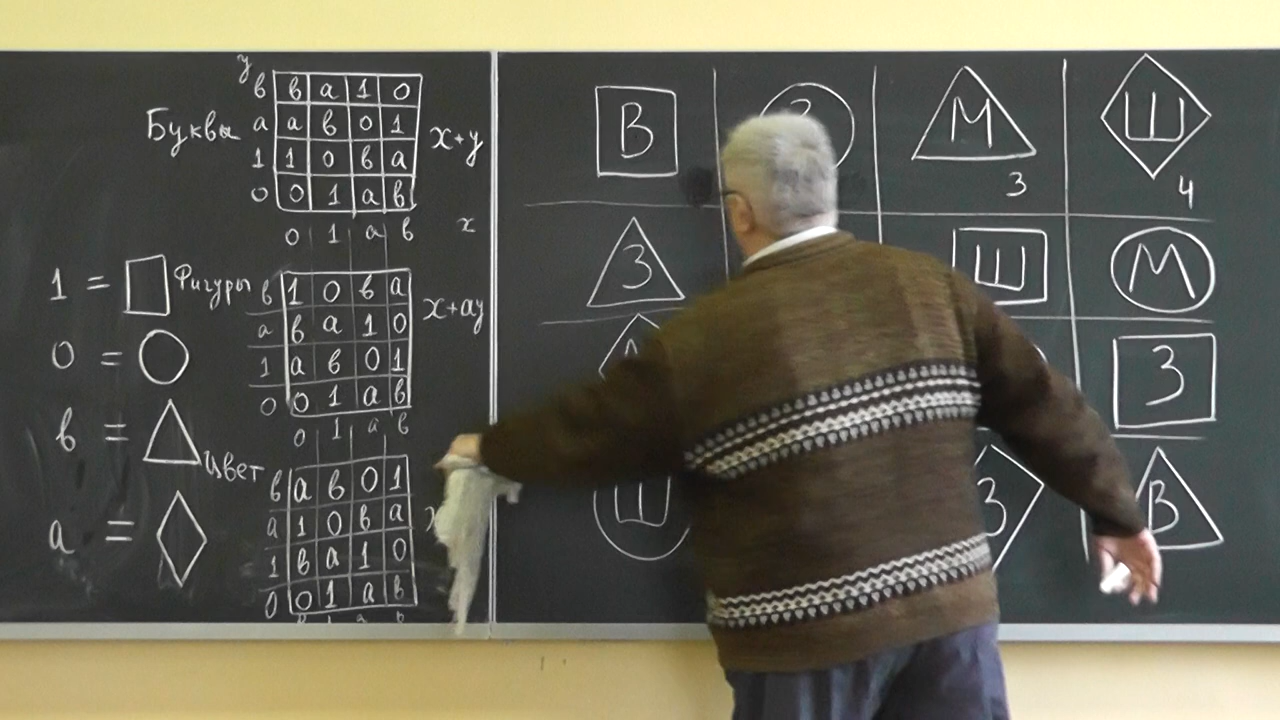 y
в в а 1 0
Буквы а а в 0 1 x+y
1 1 0 в а
0 0 1 а в
0 1 а в x
1 = Фигуры в 1 0 в а x+ay
а в а 1 0
0 = 1 а в 0 1
0 0 1 а в
0 1 а в
в = Цвет в а в 0 1
а = а 1 0 в а
1 в а 1 0
0 0 1 а в
В М Ш
3 4
З Ш М
З
Ш З В